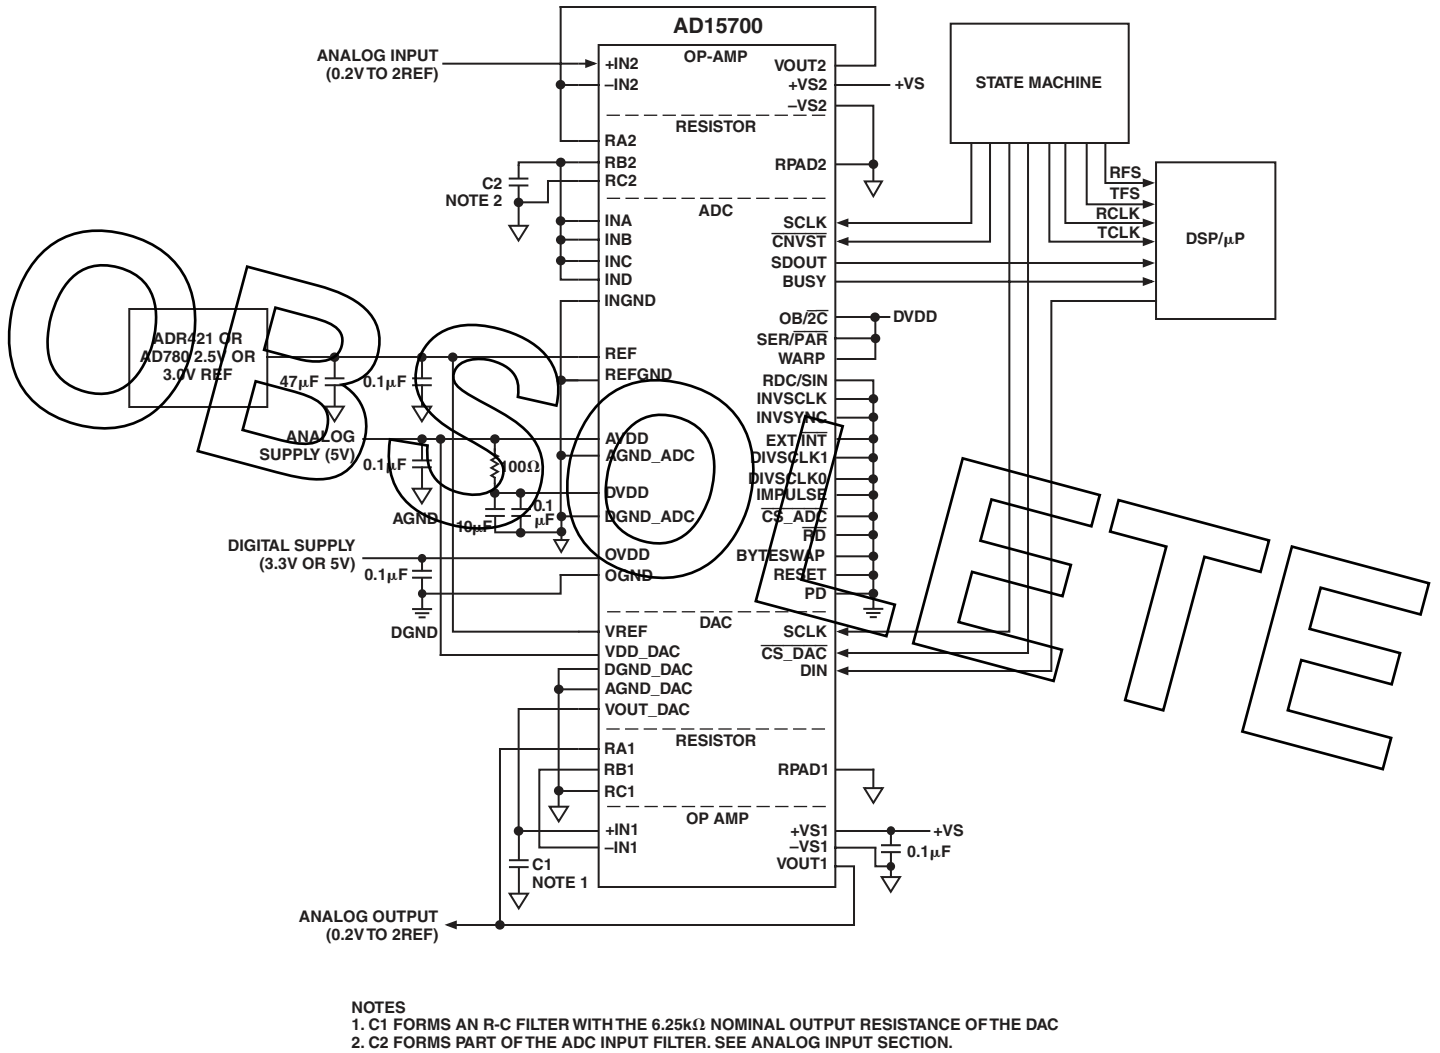 AD15700
OP-AMP
ANALOG INPUT
(0.2V TO 2REF)
+IN2
–IN2
VOUT2
+VS2
+VS
–VS2
RESISTOR
RA2
RB2
RC2
RPAD2
C2
NOTE 2
STATE MACHINE
RFS
TFS
RCLK
TCLK
DSP/µP
ADC
INA
INB
INC
IND
INGND
SCLK
CNVST
SDOUT
BUSY
OB/2C
DVDD
SER/PAR
WARP
ADR421 OR
AD780 2.5V OR
3.0V REF
47µF
0.1µF
REF
REFGND
RDC/SIN
INVSCLK
INVSYNC
EXT/INT
DIVSCLK1
DIVSCLK0
IMPULSE
CS_ADC
RD
BYTESWAP
RESET
PD
ANALOG
SUPPLY (5V)
0.1µF
100Ω
AGND
10µF
0.1
µF
AVDD
AGND_ADC
DVDD
DGND_ADC
DIGITAL SUPPLY
(3.3V OR 5V)
0.1µF
DGND
OVDD
OGND
DAC
VREF
VDD_DAC
DGND_DAC
AGND_DAC
VOUT_DAC
SCLK
CS_DAC
DIN
RESISTOR
RA1
RB1
RC1
RPAD1
OP AMP
+IN1
–IN1
+VS1
+VS
–VS1
VOUT1
0.1µF
C1
NOTE 1
ANALOG OUTPUT
(0.2V TO 2REF)
OBSOLETE
NOTES
1. C1 FORMS AN R-C FILTER WITH THE 6.25kΩ NOMINAL OUTPUT RESISTANCE OF THE DAC
2. C2 FORMS PART OF THE ADC INPUT FILTER. SEE ANALOG INPUT SECTION.